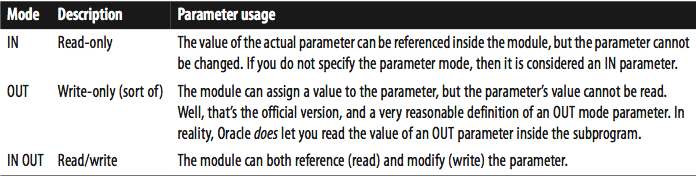 Mode Description Parameter usage
IN Read-only The value of the actual parameter can be referenced inside the module, but the parameter cannot
be changed. If you do not specify the parameter mode, then it is considered an IN parameter.
OUT Write-only (sort of) The module can assign a value to the parameter, but the parameter’s value cannot be read.
Well, that’s the official version, and a very reasonable definition of an OUT mode parameter. In
reality, Oracle does let you read the value of an OUT parameter inside the subprogram.
IN OUT Read/write The module can both reference (read) and modify (write) the parameter.